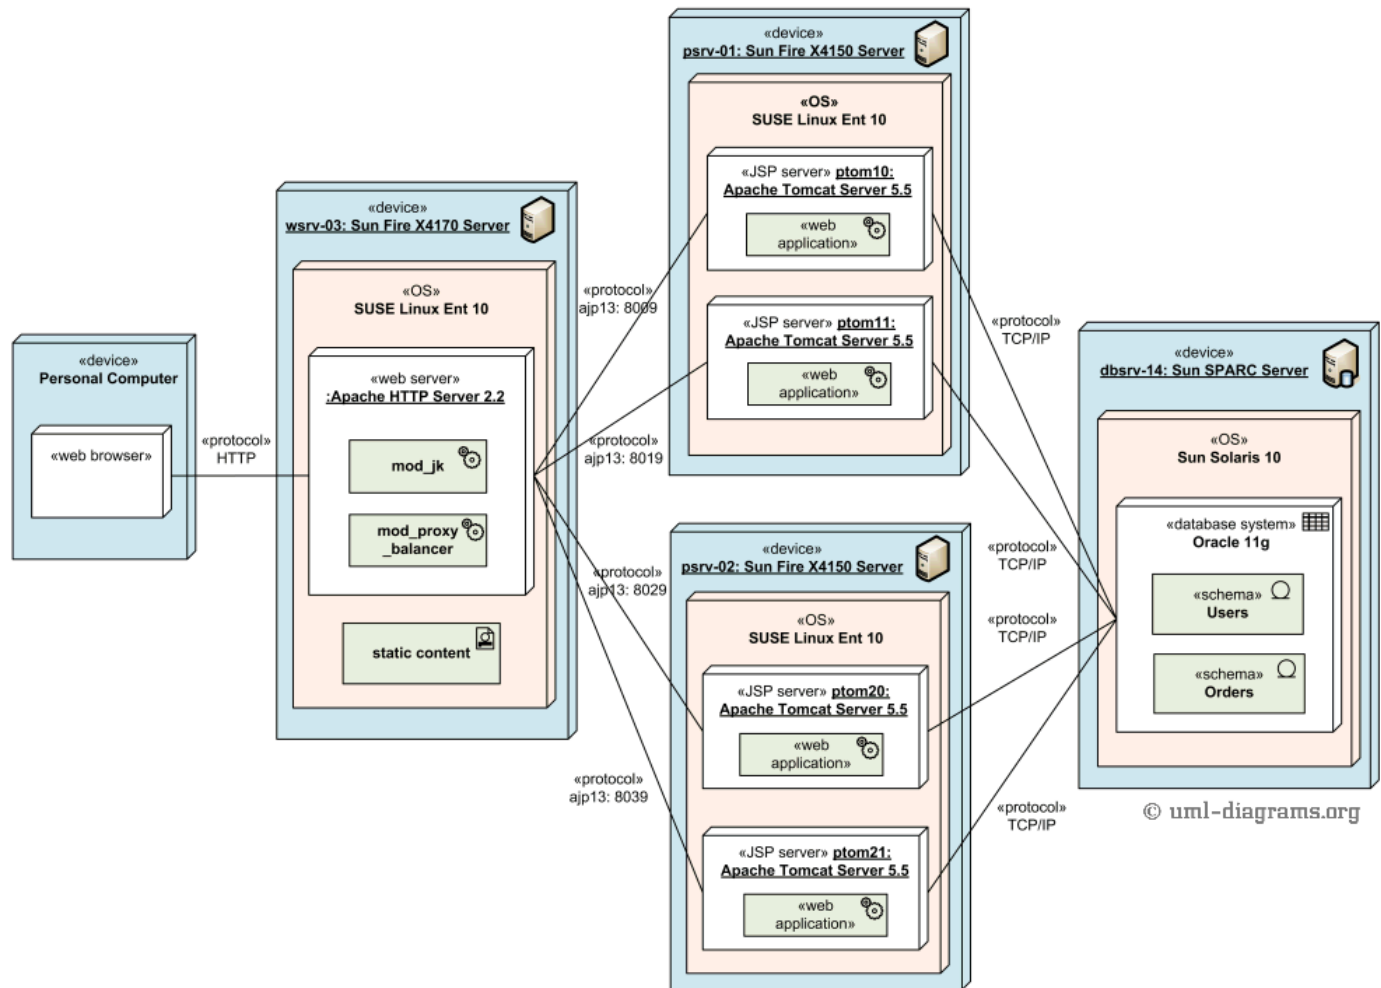 «device»
Personal Computer
«web browser»
«protocol»
HTTP
«device»
wsrv-03: Sun Fire X4170 Server
«OS»
SUSE Linux Ent 10
«web server»
:Apache HTTP Server 2.2
mod_jk
mod_proxy
_balancer
static content
«protocol»
ajp13: 8009
«protocol»
ajp13: 8019
«protocol»
ajp13: 8029
«protocol»
ajp13: 8039
«device»
psrv-01: Sun Fire X4150 Server
«OS»
SUSE Linux Ent 10
«JSP server» ptom10:
Apache Tomcat Server 5.5
«web
application»
«JSP server» ptom11:
Apache Tomcat Server 5.5
«web
application»
«device»
psrv-02: Sun Fire X4150 Server
«OS»
SUSE Linux Ent 10
«JSP server» ptom20:
Apache Tomcat Server 5.5
«web
application»
«JSP server» ptom21:
Apache Tomcat Server 5.5
«web
application»
«protocol»
TCP/IP
«protocol»
TCP/IP
«protocol»
TCP/IP
«protocol»
TCP/IP
«device»
dbsrv-14: Sun SPARC Server
«OS»
Sun Solaris 10
«database system»
Oracle 11g
«schema»
Users
«schema»
Orders
© uml-diagrams.org